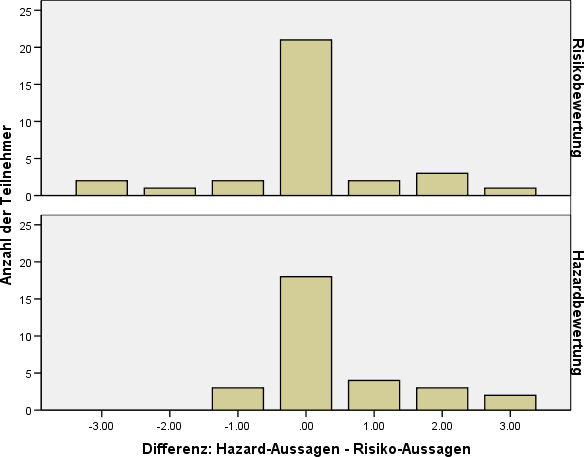 25
20
15
10
5
0
Risikobewertung
Anzahl der Teilnehmer
25
20
15
10
5
0
Hazardbewertung
-3.00 -2.00 -1.00 .00 1.00 2.00 3.00
Differenz: Hazard-Aussagen - Risiko-Aussagen